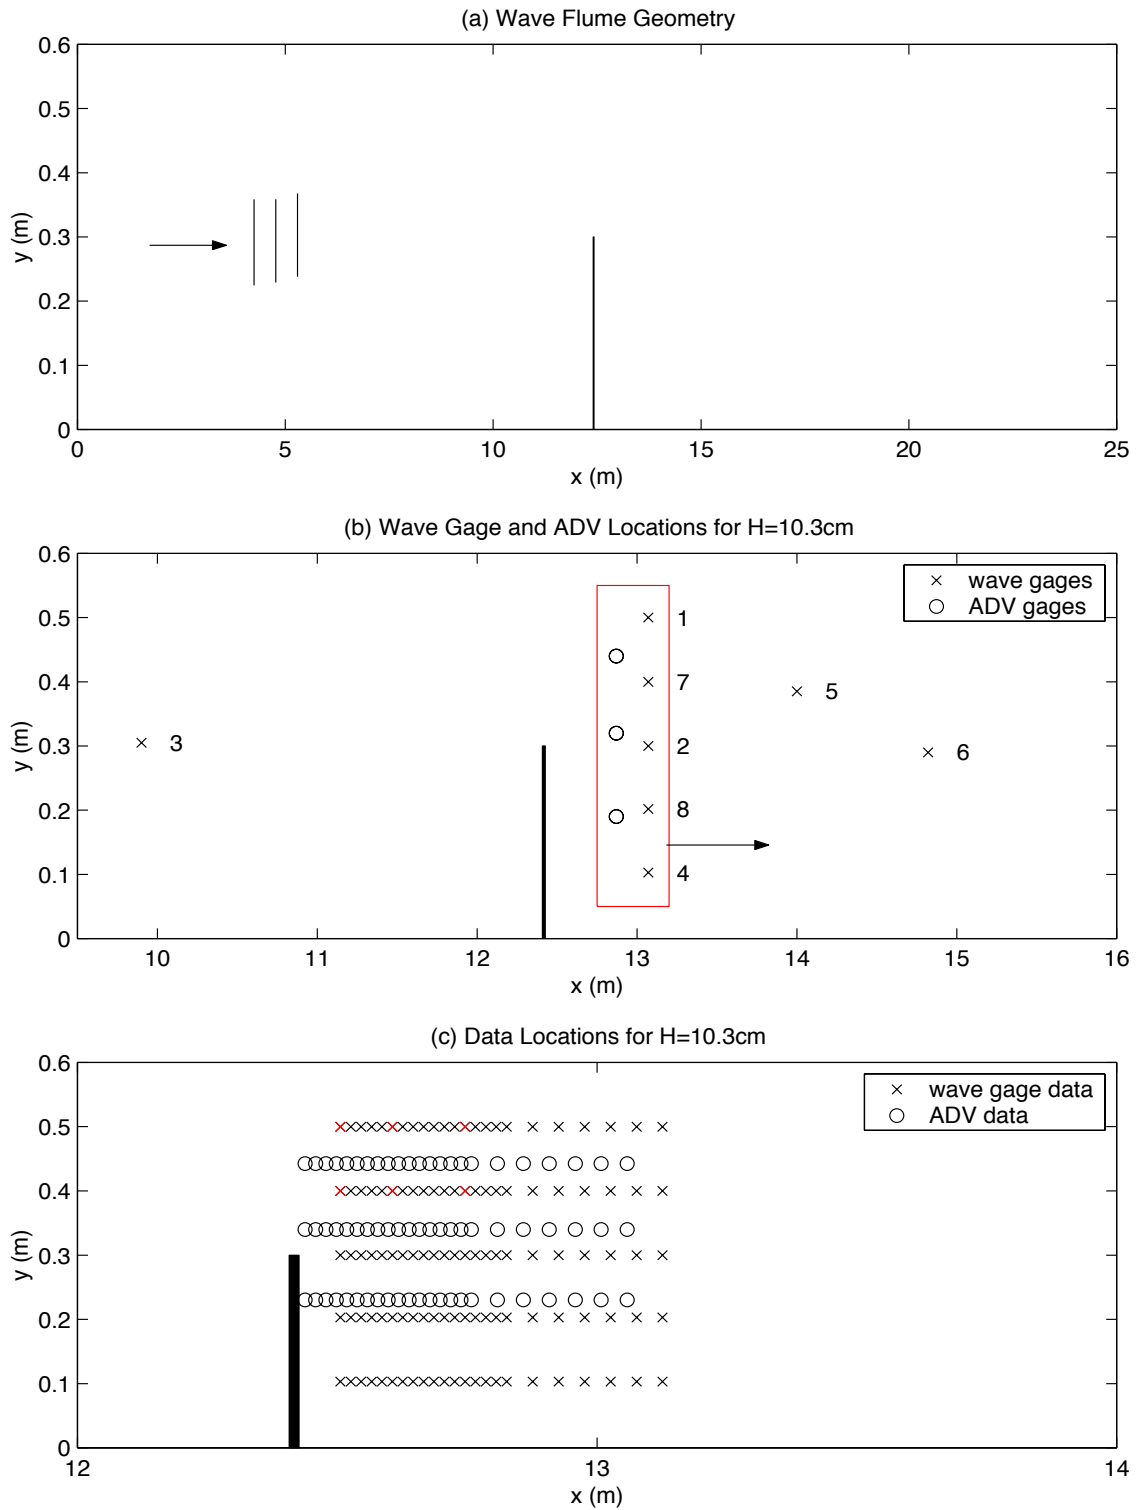 (a) Wave Flume Geometry
0.6
0.5
0.4
0.3
0.2
0.1
0
y (m)
0 5 10 15 20 25
x (m)
(b) Wave Gage and ADV Locations for H=10.3cm
0.6
0.5
0.4
0.3
0.2
0.1
0
y (m)
wave gages
ADV gages
1
7
5
3
2
6
8
4
10 11 12 13 14 15 16
x (m)
(c) Data Locations for H=10.3cm
0.6
0.5
0.4
0.3
0.2
0.1
0
y (m)
wave gage data
ADV data
12 13 14
x (m)